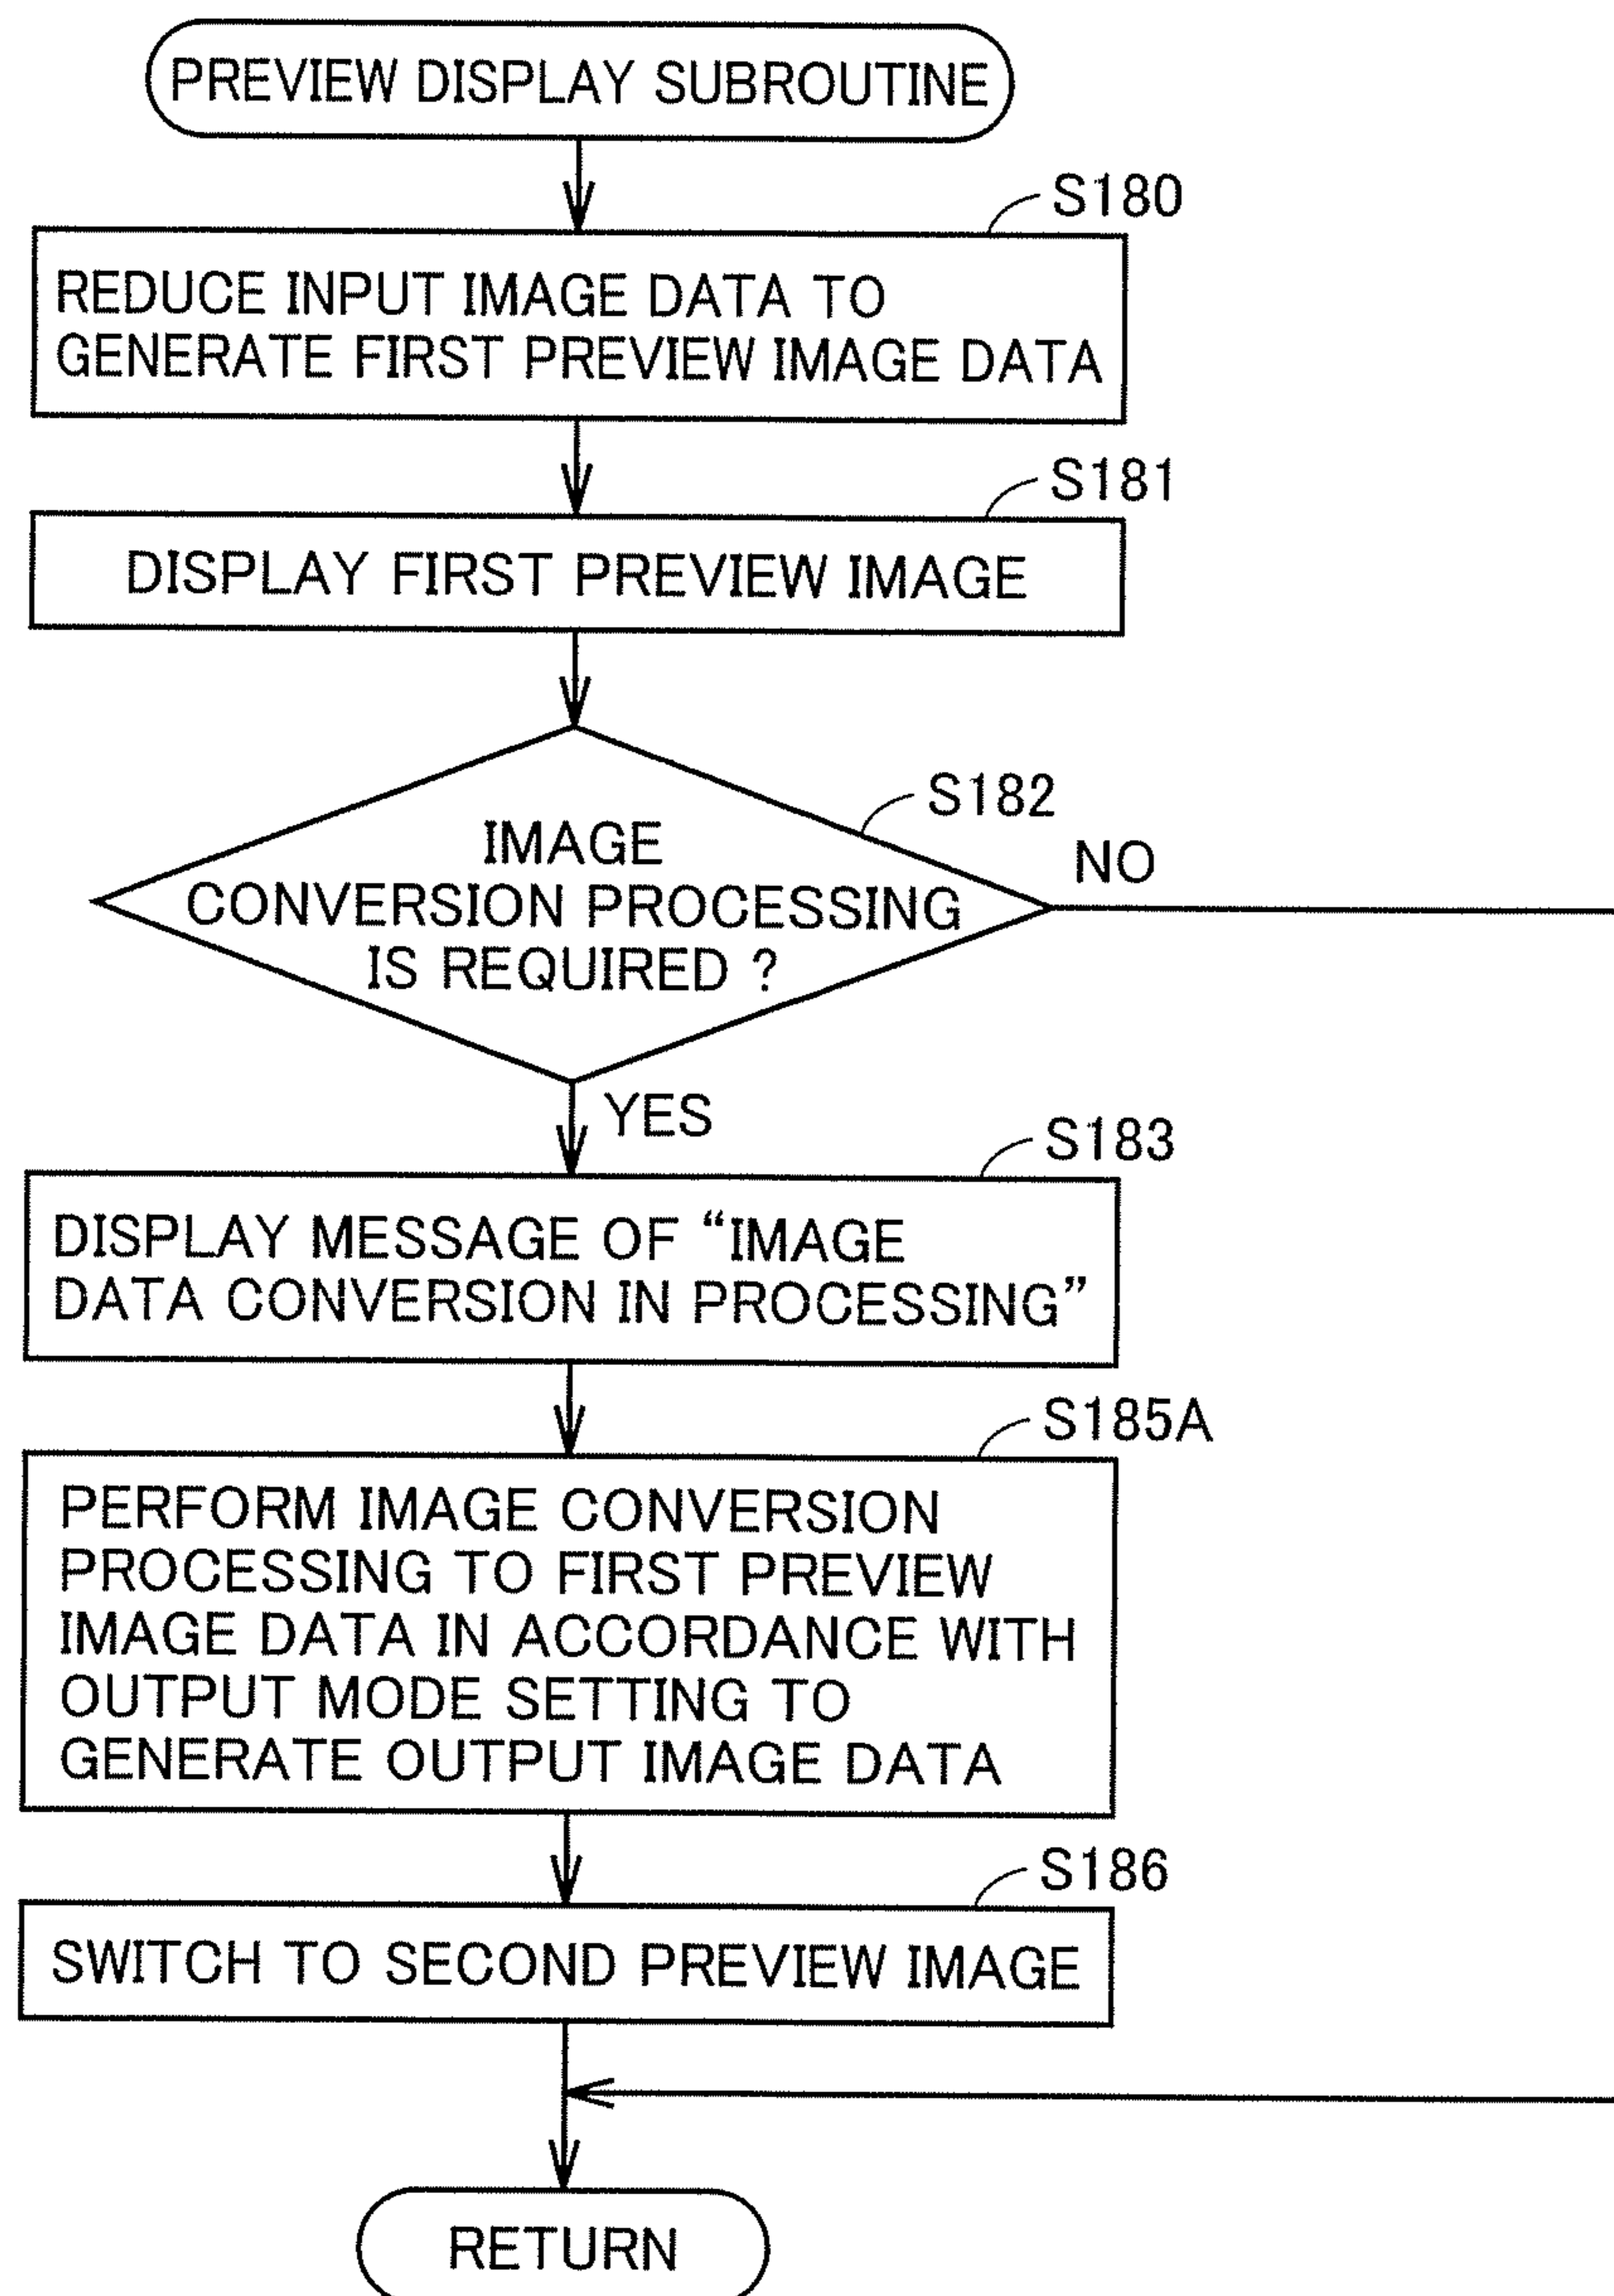 PREVIEW DISPLAY SUBROUTINE
S180
REDUCE INPUT IMAGE DATA TO
GENERATE FIRST PREVIEW IMAGE DATA
S181
DISPLAY FIRST PREVIEW IMAGE
S182
IMAGE
CONVERSION PROCESSING
IS REQUIRED ?
NO
YES
S183
DISPLAY MESSAGE OF “IMAGE
DATA CONVERSION IN PROCESSING”
S185A
PERFORM IMAGE CONVERSION
PROCESSING TO FIRST PREVIEW
IMAGE DATA IN ACCORDANCE WITH
OUTPUT MODE SETTING TO
GENERATE OUTPUT IMAGE DATA
S186
SWITCH TO SECOND PREVIEW IMAGE
RETURN